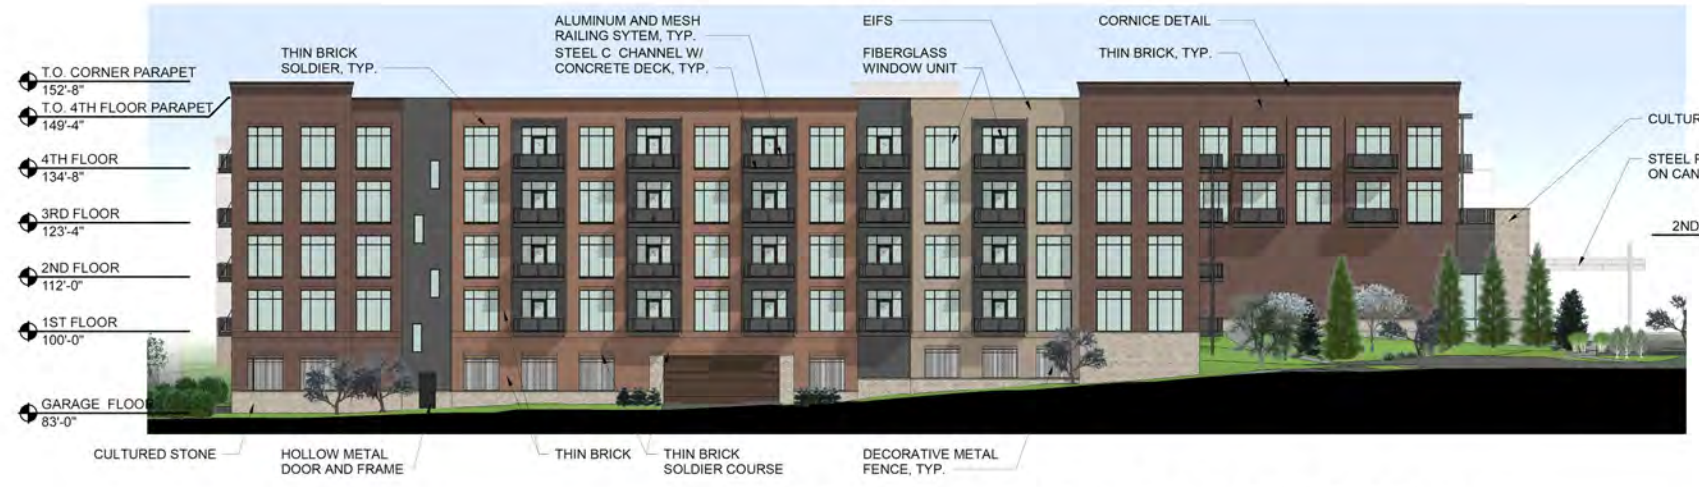 ALUMINUM AND MESH
RAILING SYTEM, TYP.
STEEL C CHANNEL W/
CONCRETE DECK, TYP.
EIFS
CORNICE DETAIL
THIN BRICK
SOLDIER, TYP.
FIBERGLASS
WINDOW UNIT
THIN BRICK, TYP.
T.O. CORNER PARAPET
152'-8"
T.O. 4TH FLOOR PARAPET
149'-4"
CULTUR
4TH FLOOR
134'-8"
STEEL
ON CAN
3RD FLOOR
123'-4"
2ND
2ND FLOOR
112'-0"
1ST FLOOR
100'-0"
GARAGE FLOOR
83'-0"
CULTURED STONE
HOLLOW METAL
DOOR AND FRAME
THIN BRICK
THIN BRICK
SOLDIER COURSE
DECORATIVE METAL
FENCE, TYP.